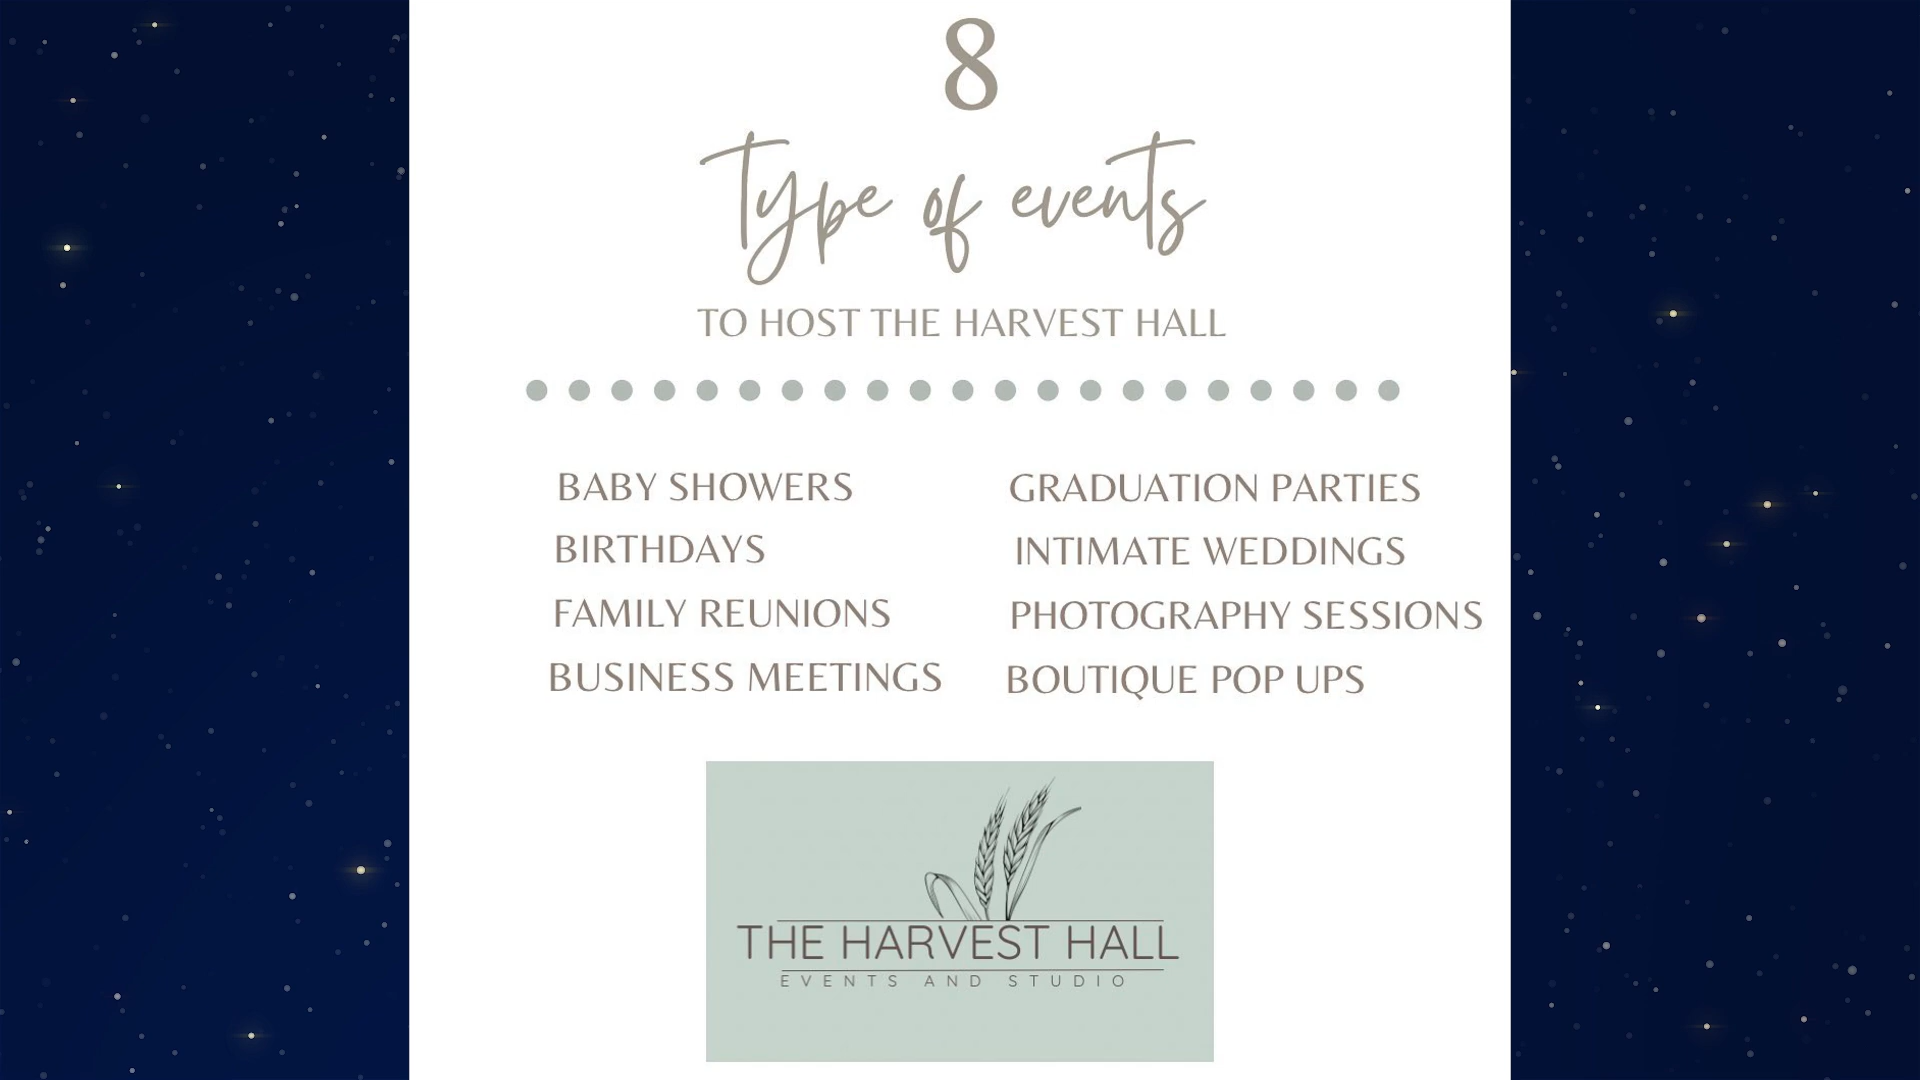 8
Type of events
TO HOST THE HARVEST HALL
BABY SHOWERS
BIRTHDAYS
FAMILY REUNIONS
BUSINESS MEETINGS
GRADUATION PARTIES
INTIMATE WEDDINGS
PHOTOGRAPHY SESSIONS
BOUTIQUE POP UPS
THE HARVEST HALL
EVENTS AND STUDIO